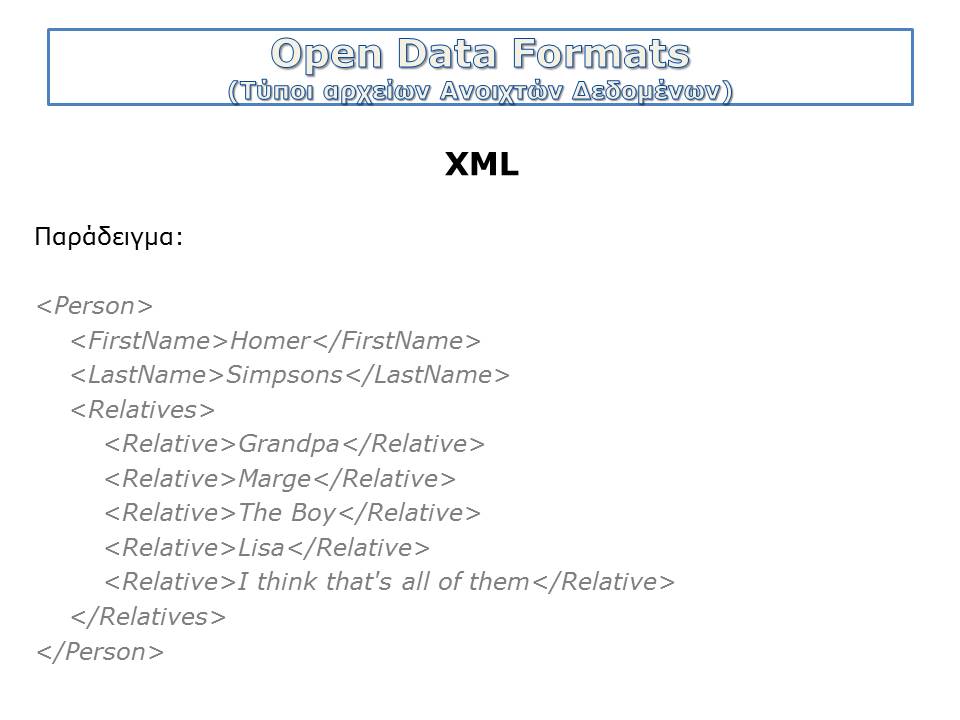 Open Data Formats
(Τύποι αρχείων Ανοιχτών Δεδομένων)
XML
Παράδειγμα:
<Person>
<FirstName>Homer</FirstName>
<LastName>Simpsons</LastName>
<Relatives>
<Relative>Grandpa</Relative>
<Relative>Marge</Relative>
<Relative>The Boy</Relative>
<Relative>Lisa</Relative>
<Relative>I think that's all of them</Relative>
</Relatives>
</Person>